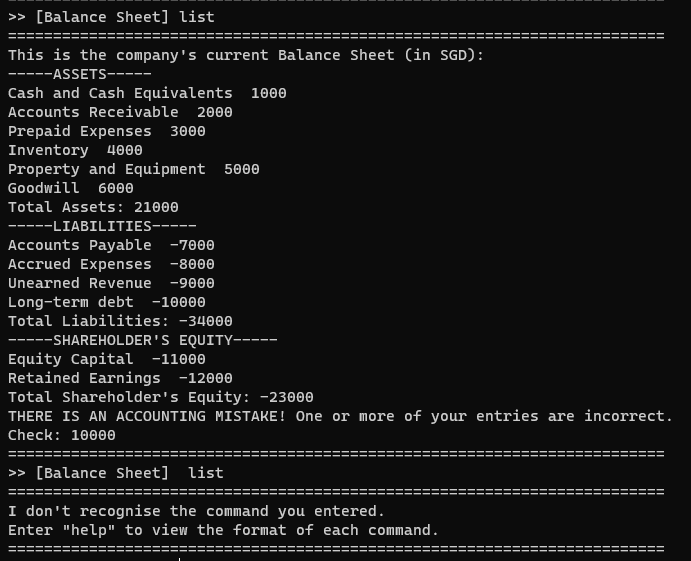 >> [Balance Sheet] list
=========================================================================
This is the company's current Balance Sheet (in SGD):
-----ASSETS-----
Cash and Cash Equivalents  1000
Accounts Receivable  2000
Prepaid Expenses  3000
Inventory  4000
Property and Equipment  5000
Goodwill  6000
Total Assets: 21000
-----LIABILITIES-----
Accounts Payable  -7000
Accrued Expenses  -8000
Unearned Revenue  -9000
Long-term debt  -10000
Total Liabilities: -34000
-----SHAREHOLDER'S EQUITY-----
Equity Capital  -11000
Retained Earnings  -12000
Total Shareholder's Equity: -23000
THERE IS AN ACCOUNTING MISTAKE! One or more of your entries are incorrect.
Check: 10000
=========================================================================
>> [Balance Sheet]  list
=========================================================================
I don't recognise the command you entered.
Enter "help" to view the format of each command.
=========================================================================